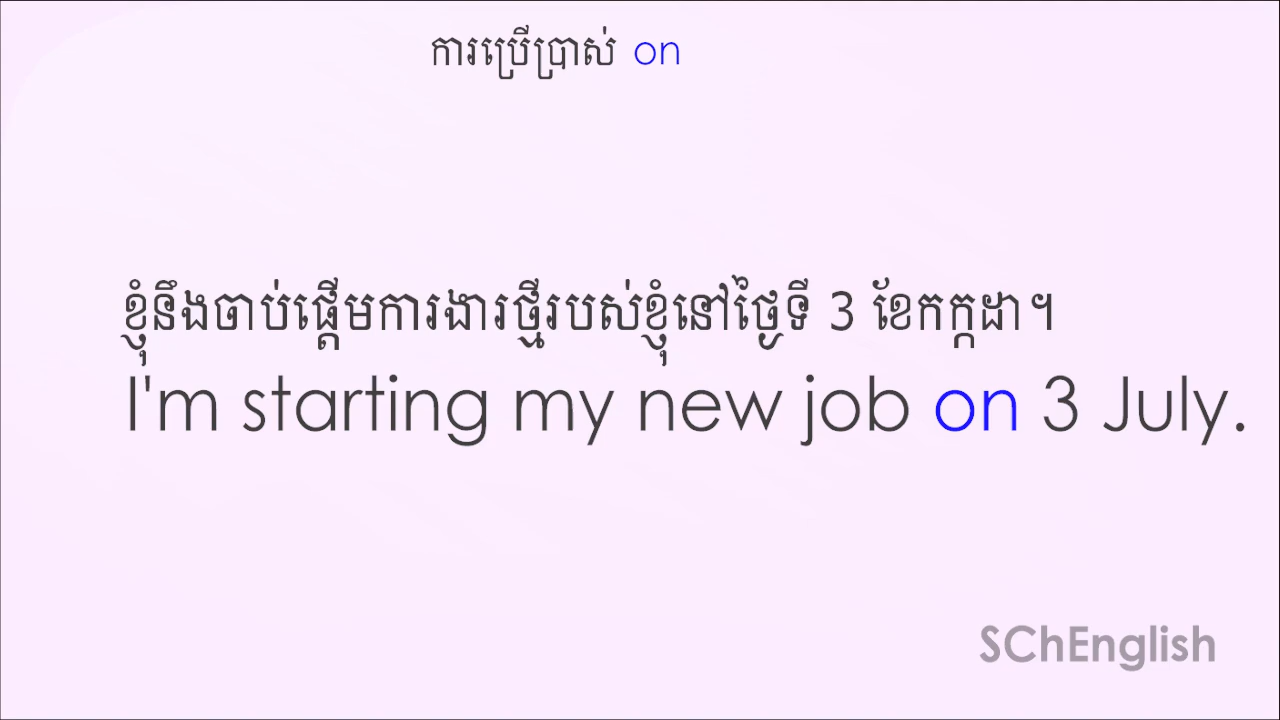 ការប្រើប្រាស់ on
ខ្ញុំនឹងចាប់ផ្តើមការងារថ្មីរបស់ខ្ញុំនៅថ្ងៃទី 3 ខែកក្កដា។
I'm starting my new job on 3 July.
SChEnglish